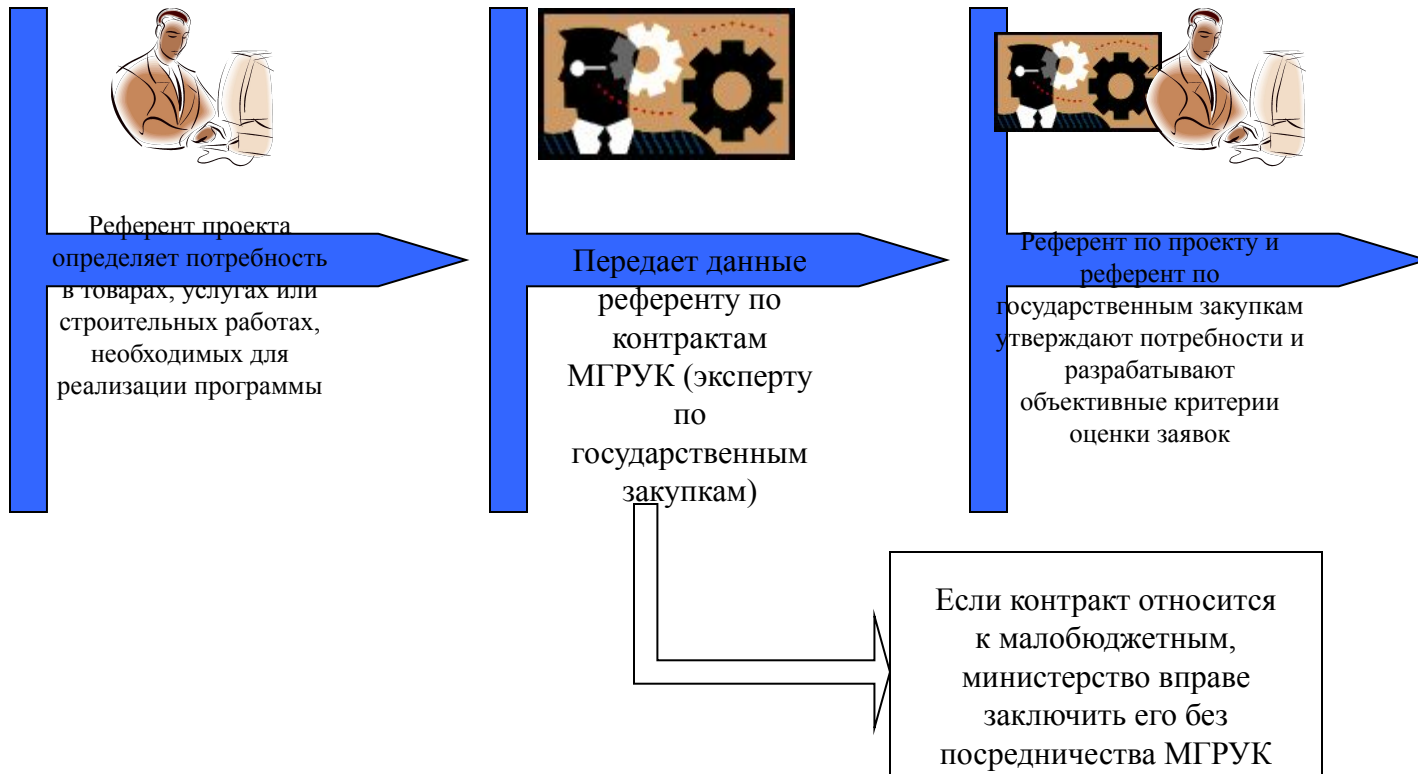 Референт проекта
определяет потребность
в товарах, услугах или
строительных работах,
необходимых для
реализации программы
Передает данные
референту по
контрактам
МГРУК (эксперту
по
государственным
закупкам)
Референт по проекту и
референт по
государственным закупкам
утверждают потребности и
разрабатывают
объективные критерии
оценки заявок
Если контракт относится
к малобюджетным,
министерство вправе
заключить его без
посредничества МГРУК